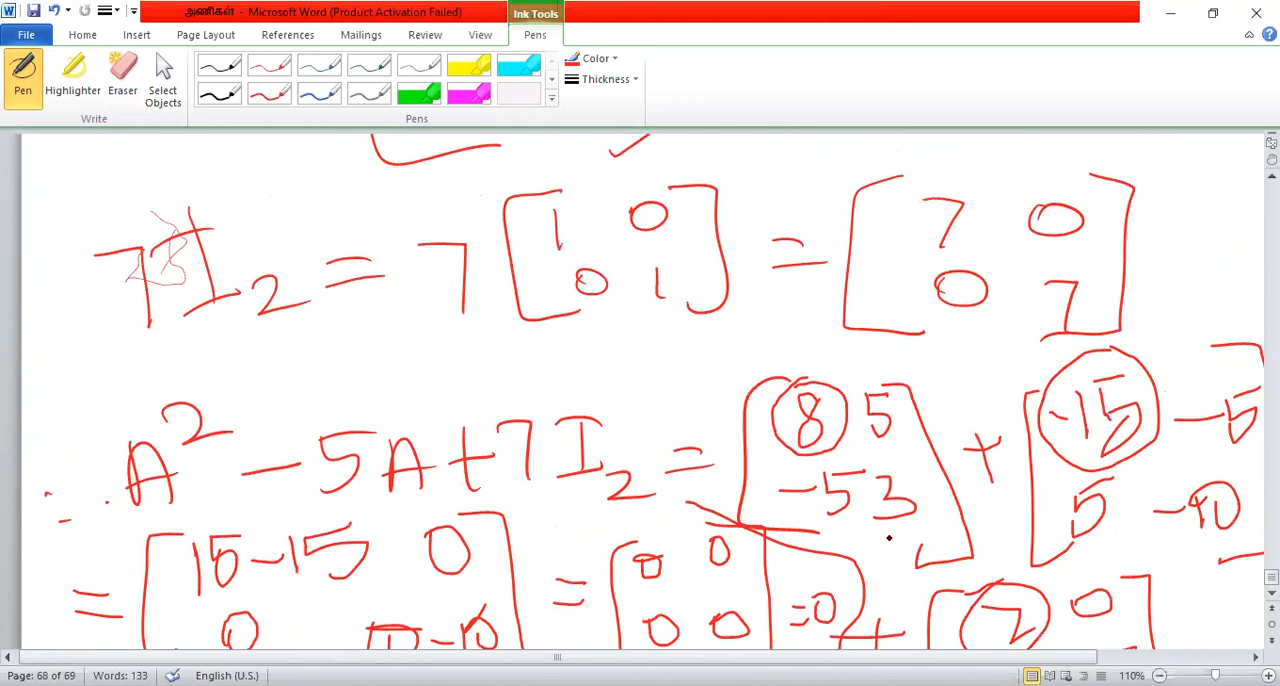 அணிகள் - Microsoft Word (Product Activation Failed)
Ink Tools
File Home Insert Page Layout References Mailings Review View Pens
Pen Highlighter Eraser Select Objects
Color
Thickness
Write Pens
7I₂ = 7 [1 0 0 1] = [7 0 0 7]
∴ A² - 5A + 7I₂ = [8 5 -5 3] + [-15 -5 5 -10]
= [15-15 0 0 10-10] = [0 0 0 0] = 0 + [7 0
Page: 68 of 69 Words: 133 English (U.S.) 110%